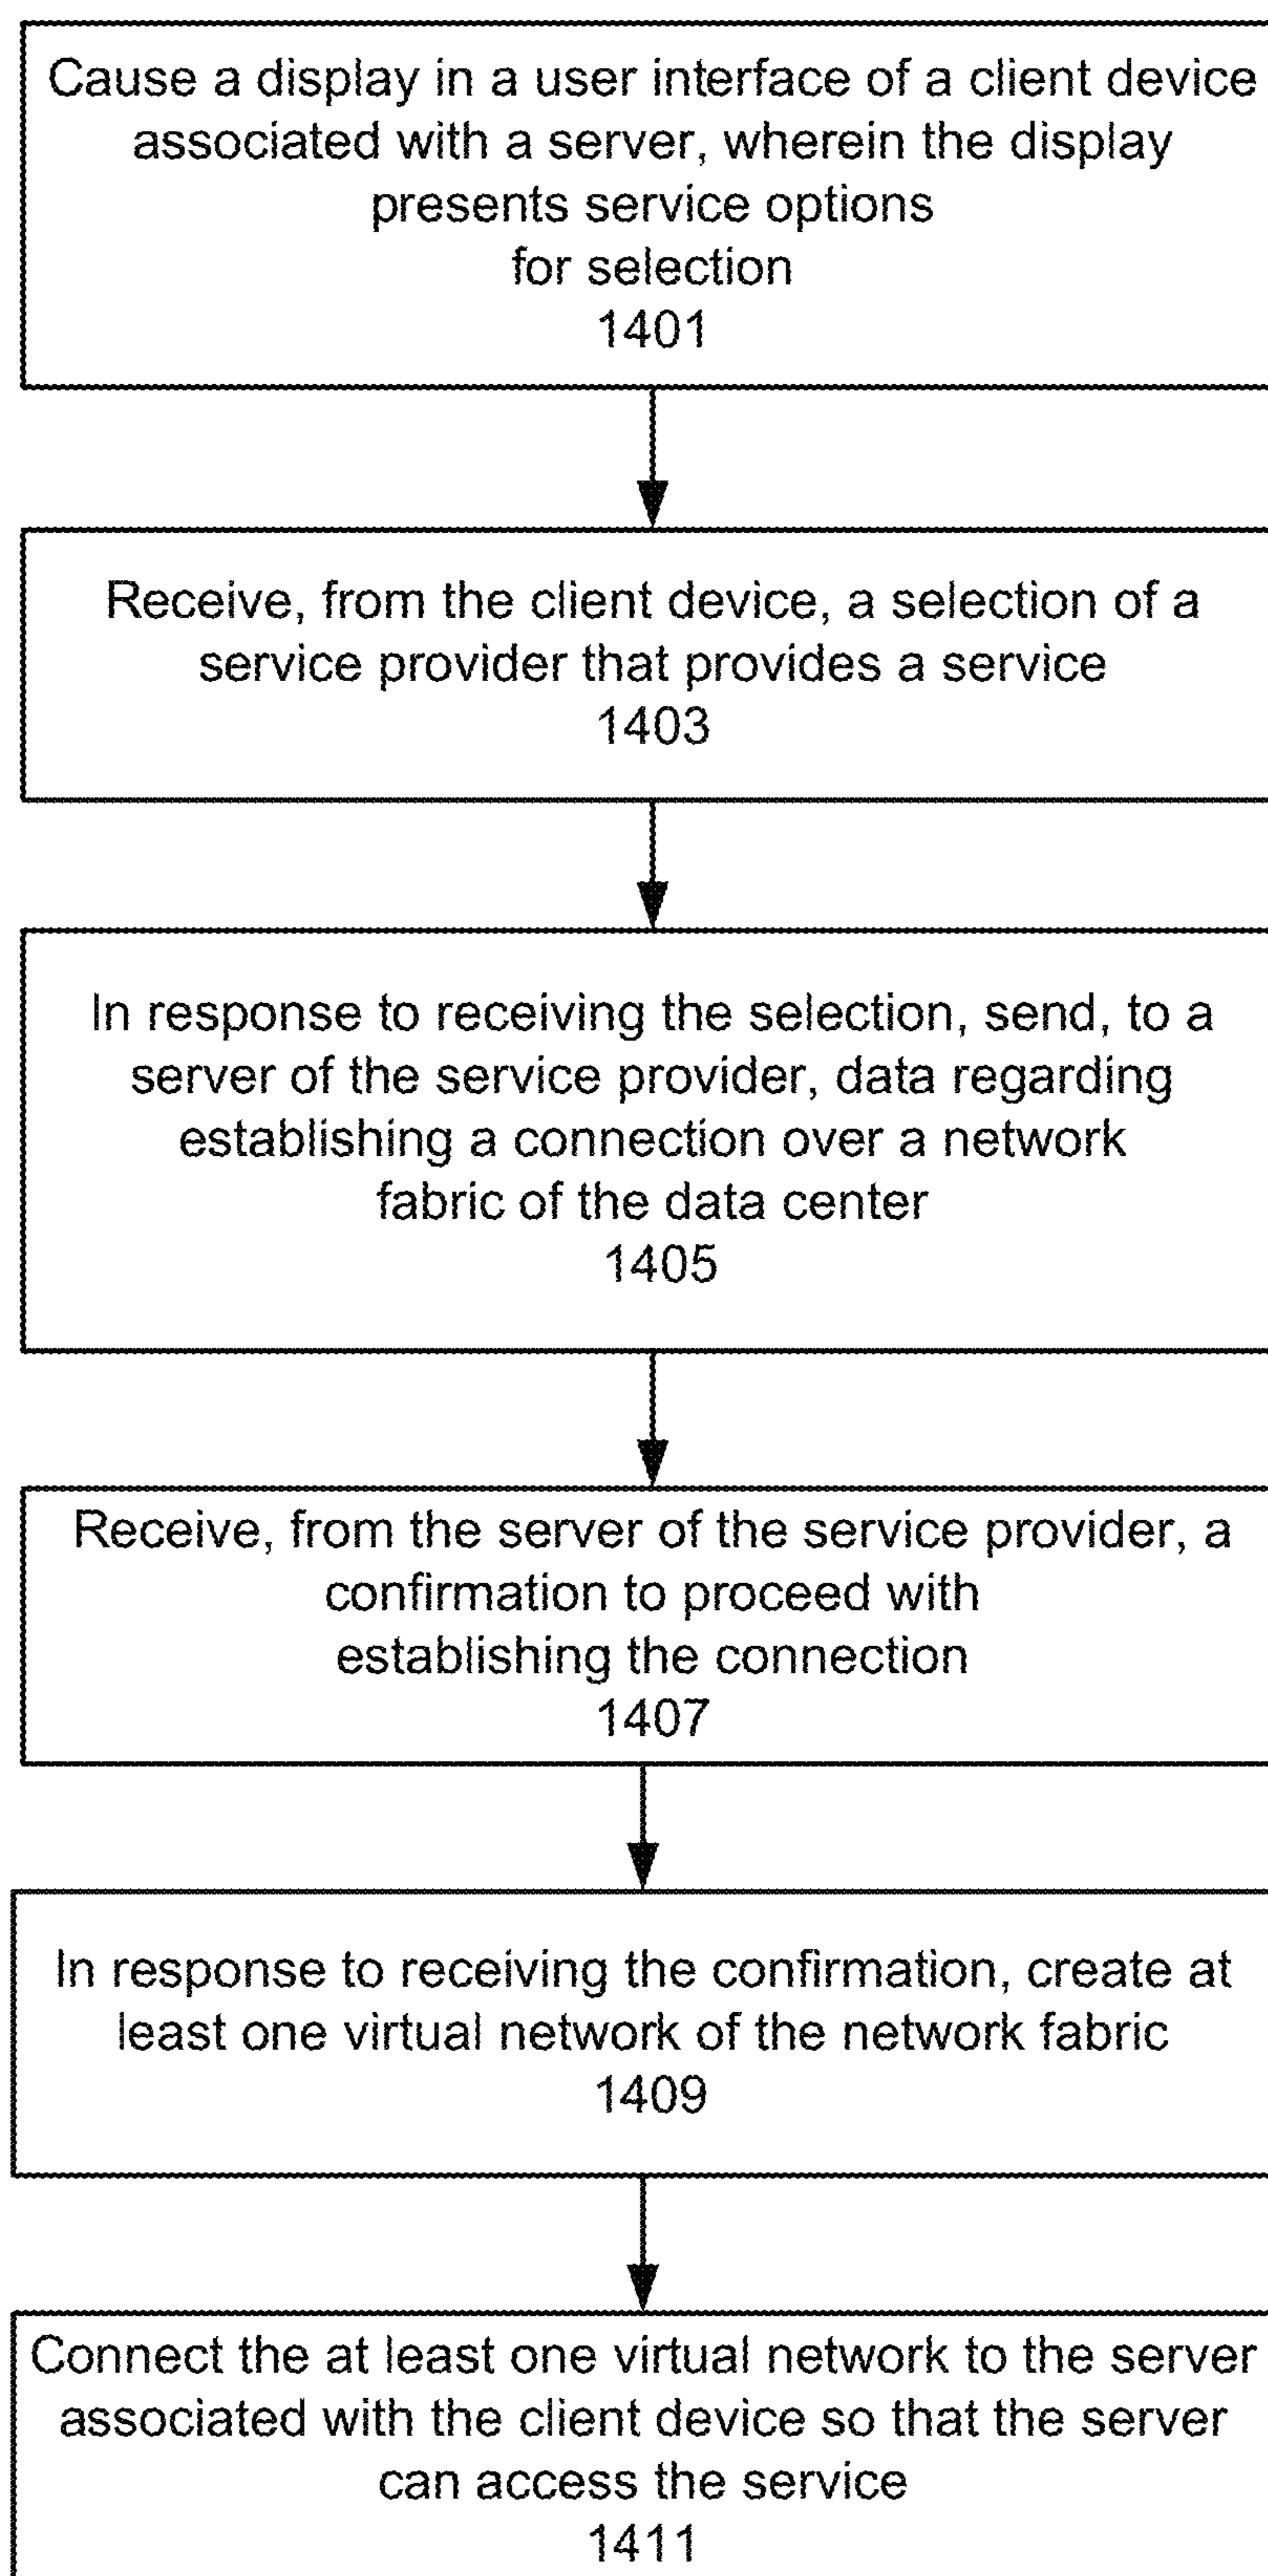 Cause a display in a user interface of a client device
associated with a server, wherein the display
presents service options
for selection
1401
Receive, from the client device, a selection of a
service provider that provides a service
1403
In response to receiving the selection, send, to a
server of the service provider, data regarding
establishing a connection over a network
fabric of the data center
1405
Receive, from the server of the service provider, a
confirmation to proceed with
establishing the connection
1407
In response to receiving the confirmation, create at
least one virtual network of the network fabric
1409
Connect the at least one virtual network to the server
associated with the client device so that the server
can access the service
1411